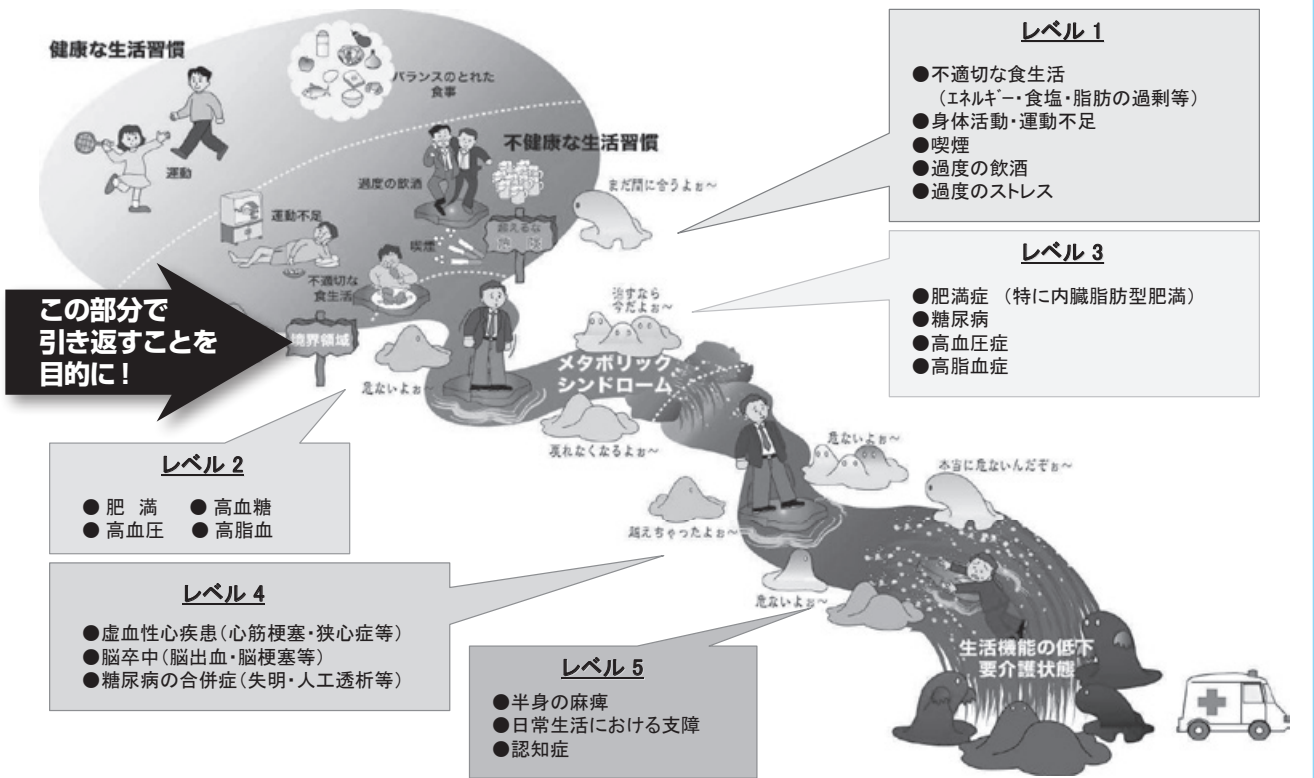 健康な生活習慣
バランスのとれた
食事
運動
不健康な生活習慣
過度の飲酒
まだ間に合うよぉ～
運動不足
喫煙
超えるな
危険
不適切な
食生活
この部分で
引き返すことを
目的に！
境界領域
危ないよぉ～
治すなら
今だよぉ～
メタボリック
シンドローム
戻れなくなるよぉ～
危ないよぉ～
本当に危ないんだぞぉ～
越えちゃったよぉ～
危ないよぉ～
生活機能の低下
要介護状態
レベル 1
●不適切な食生活
（エネルギー・食塩・脂肪の過剰等）
●身体活動・運動不足
●喫煙
●過度の飲酒
●過度のストレス
レベル 3
●肥満症 （特に内臓脂肪型肥満）
●糖尿病
●高血圧症
●高脂血症
レベル 2
● 肥 満 ● 高血糖
● 高血圧 ● 高脂血
レベル 4
●虚血性心疾患（心筋梗塞・狭心症等）
●脳卒中（脳出血・脳梗塞等）
●糖尿病の合併症（失明・人工透析等）
レベル 5
●半身の麻痺
●日常生活における支障
●認知症